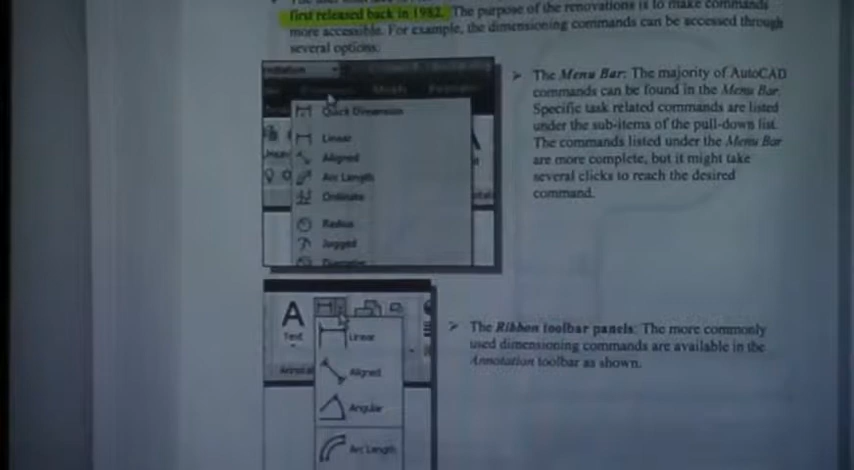 first released back in 1982. The purpose of the renovations is to make commands
more accessible. For example, the dimensioning commands can be accessed through
several options:
Quick Dimension
Linear
Aligned
Arc Length
Ordinate
Radius
Jogged
➢ The Menu Bar: The majority of AutoCAD
commands can be found in the Menu Bar.
Specific task related commands are listed
under the sub-items of the pull-down list.
The commands listed under the Menu Bar
are more complete, but it might take
several clicks to reach the desired
command.
A
Text
Linear
Aligned
Angular
Arc Length
➢ The Ribbon toolbar panels: The more commonly
used dimensioning commands are available in the
Annotation toolbar as shown.